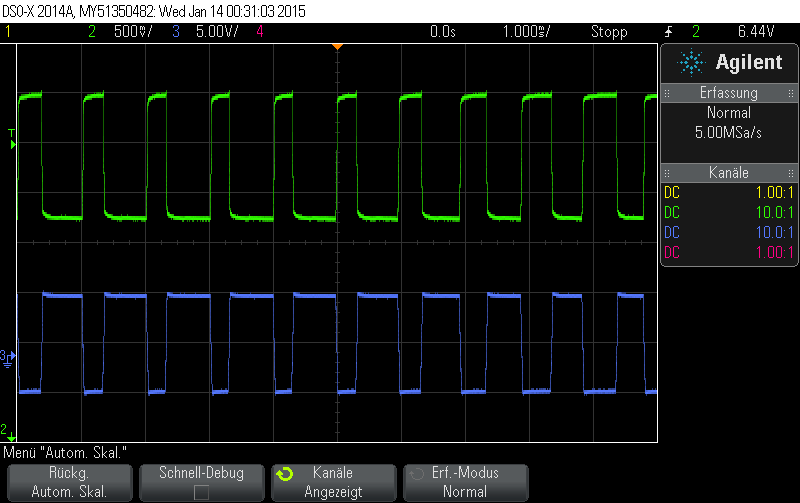 DSO-X 2014A, MY51350482: Wed Jan 14 00:31:03 2015
1 2 500mV/ 3 5.00V/ 4 0.0s 1.000ms/ Stopp 2 6.44V
Agilent
Erfassung
Normal
5.00MSa/s
Kanäle
DC 1.00:1
DC 10.0:1
DC 10.0:1
DC 1.00:1
T
3
2
Menü "Autom. Skal."
Rückg.
Autom. Skal.
Schnell-Debug
Kanäle
Angezeigt
Erf.-Modus
Normal